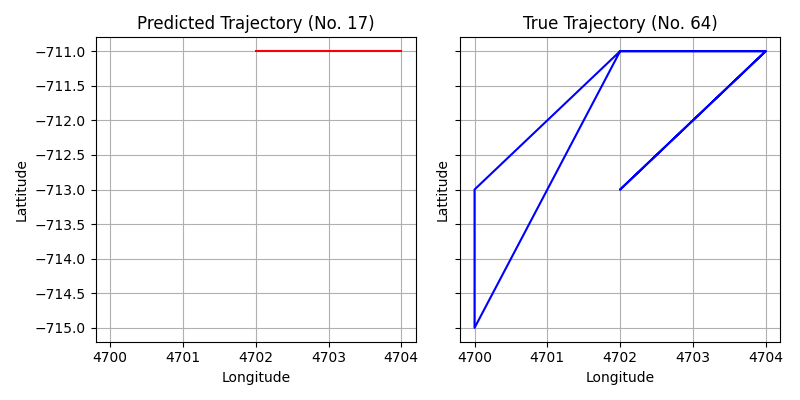 Predicted Trajectory (No. 17)
True Trajectory (No. 64)
−711.0
−711.5
−712.0
−712.5
−713.0
−713.5
−714.0
−714.5
−715.0
Lattitude
Lattitude
4700 4701 4702 4703 4704
4700 4701 4702 4703 4704
Longitude
Longitude